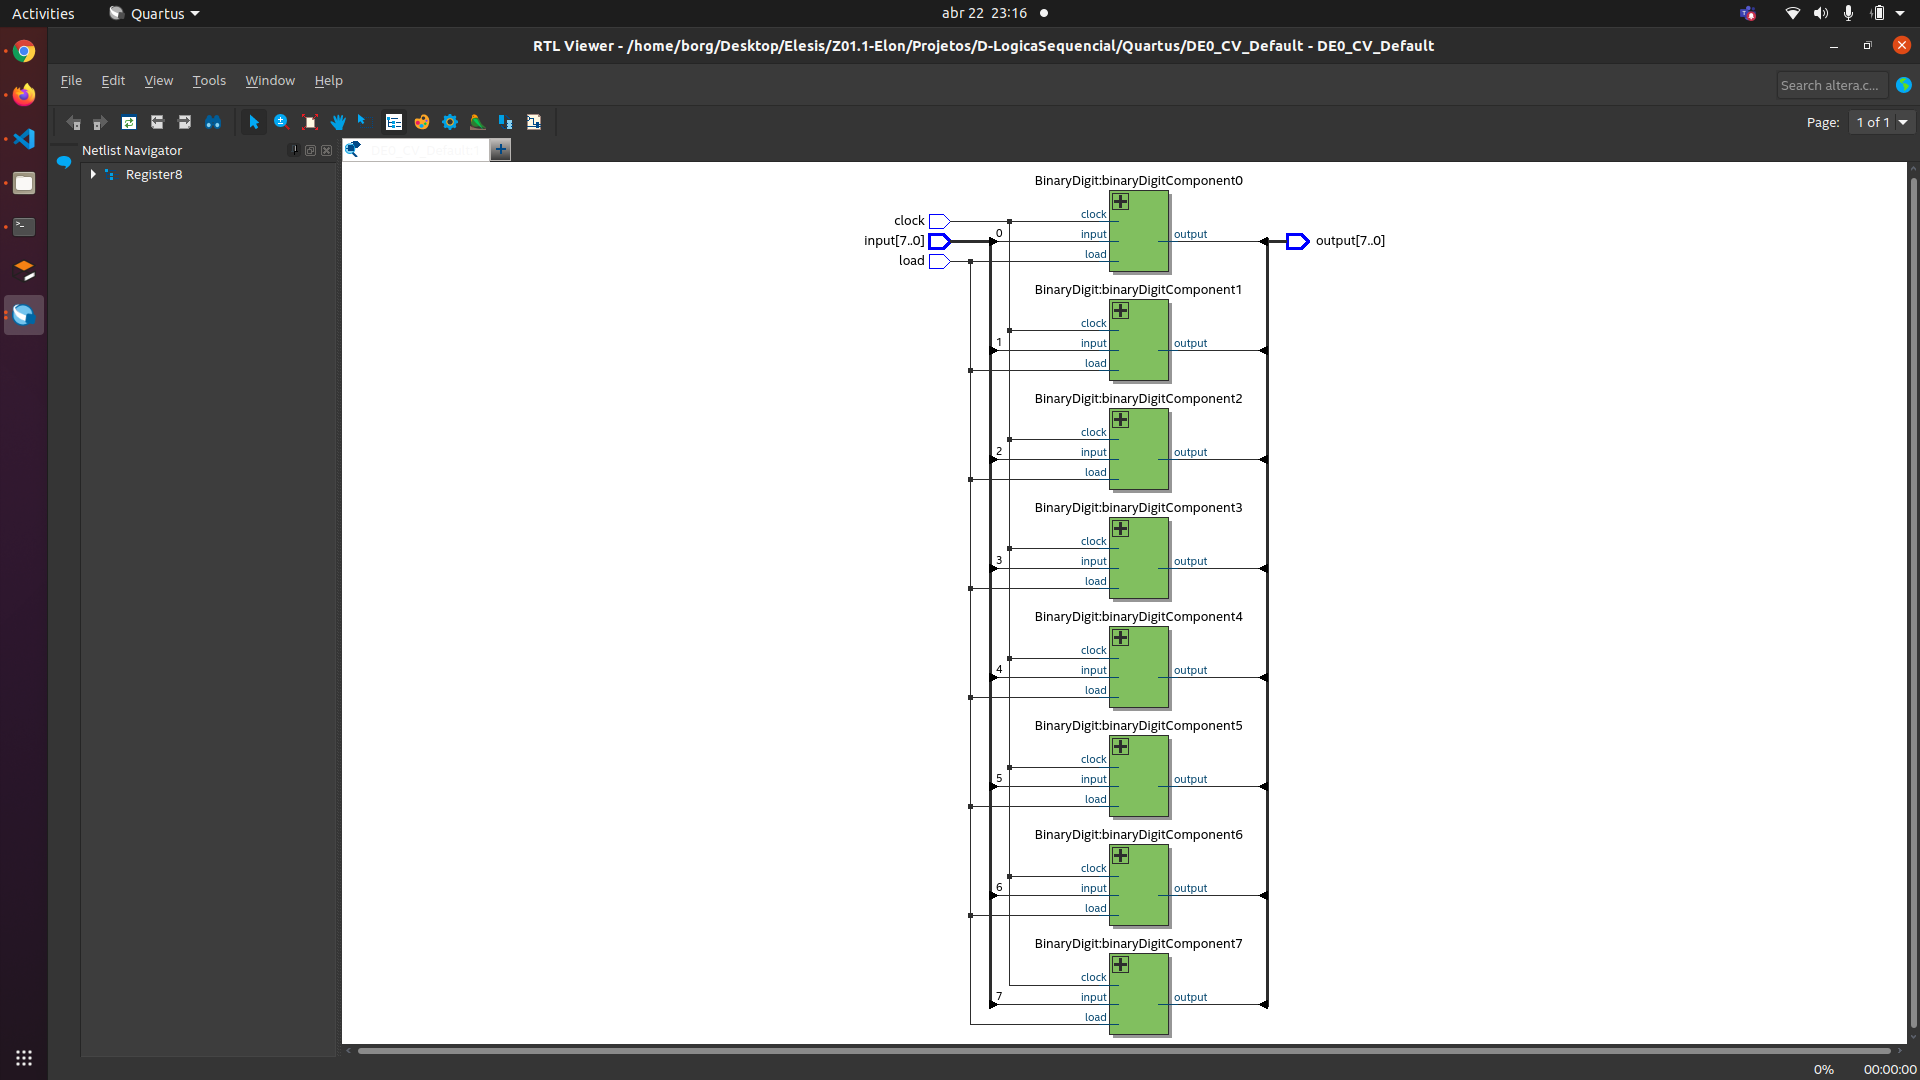 Activities
Quartus
abr 22 23:16
RTL Viewer - /home/borg/Desktop/Elesis/Z01.1-Elon/Projetos/D-LogicaSequencial/Quartus/DE0_CV_Default - DE0_CV_Default
File Edit View Tools Window Help
Search altera.c...
Page: 1 of 1
Netlist Navigator
Register8
BinaryDigit:binaryDigitComponent0
clock
input[7..0]
load
0
clock
input
load
output
output[7..0]
BinaryDigit:binaryDigitComponent1
1
clock
input
load
output
BinaryDigit:binaryDigitComponent2
2
clock
input
load
output
BinaryDigit:binaryDigitComponent3
3
clock
input
load
output
BinaryDigit:binaryDigitComponent4
4
clock
input
load
output
BinaryDigit:binaryDigitComponent5
5
clock
input
load
output
BinaryDigit:binaryDigitComponent6
6
clock
input
load
output
BinaryDigit:binaryDigitComponent7
7
clock
input
load
output
0% 00:00:00